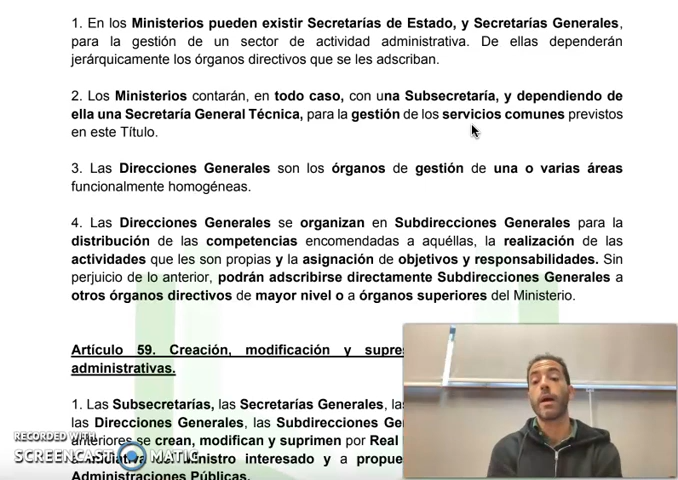 1. En los Ministerios pueden existir Secretarías de Estado, y Secretarías Generales,
para la gestión de un sector de actividad administrativa. De ellas dependerán
jerárquicamente los órganos directivos que se les adscriban.
2. Los Ministerios contarán, en todo caso, con una Subsecretaría, y dependiendo de
ella una Secretaría General Técnica, para la gestión de los servicios comunes previstos
en este Título.
3. Las Direcciones Generales son los órganos de gestión de una o varias áreas
funcionalmente homogéneas.
4. Las Direcciones Generales se organizan en Subdirecciones Generales para la
distribución de las competencias encomendadas a aquéllas, la realización de las
actividades que les son propias y la asignación de objetivos y responsabilidades. Sin
perjuicio de lo anterior, podrán adscribirse directamente Subdirecciones Generales a
otros órganos directivos de mayor nivel o a órganos superiores del Ministerio.
Artículo 59. Creación, modificación y supres
administrativas.
1. Las Subsecretarías, las Secretarías Generales, las
las Direcciones Generales, las Subdirecciones Ge
anteriores se crean, modifican y suprimen por Real
RECORDED WITH
SCREENCAST MATIC
Ministro interesado y a propue
Administraciones Públicas.